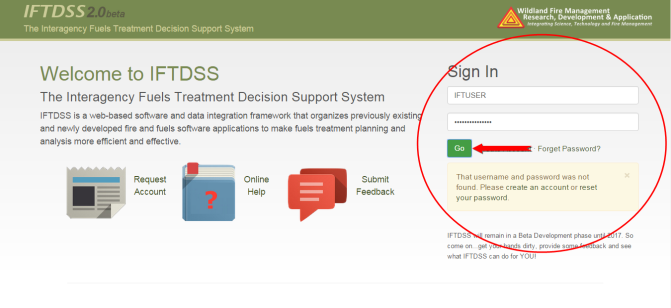 IFTDSS 2.0 beta
The Interagency Fuels Treatment Decision Support System
Wildland Fire Management
Research, Development & Application
Integrating Science, Technology and Fire Management
Welcome to IFTDSS
The Interagency Fuels Treatment Decision Support System
IFTDSS is a web-based software and data integration framework that organizes previously existing
and newly developed fire and fuels software applications to make fuels treatment planning and
analysis more efficient and effective.
Request
Account
?
Online
Help
Submit
Feedback
Sign In
IFTUSER
•••••••••••••••
Go
· Forget Password?
That username and password was not
found. Please create an account or reset
your password.
×
IFTDSS will remain in a Beta Development phase until 2017. So
come on.. get your hands dirty, provide some feedback and see
what IFTDSS can do for YOU!